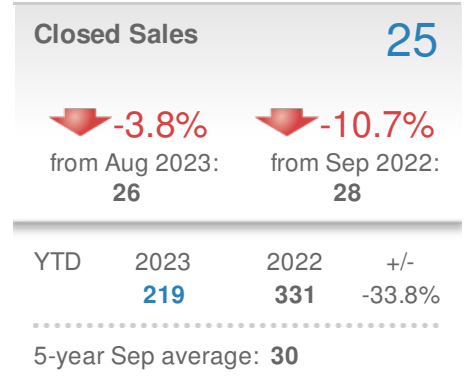 Closed Sales 25
-3.8% -10.7%
from Aug 2023: from Sep 2022:
26 28
YTD 2023 2022 +/-
219 331 -33.8%
5-year Sep average: 30